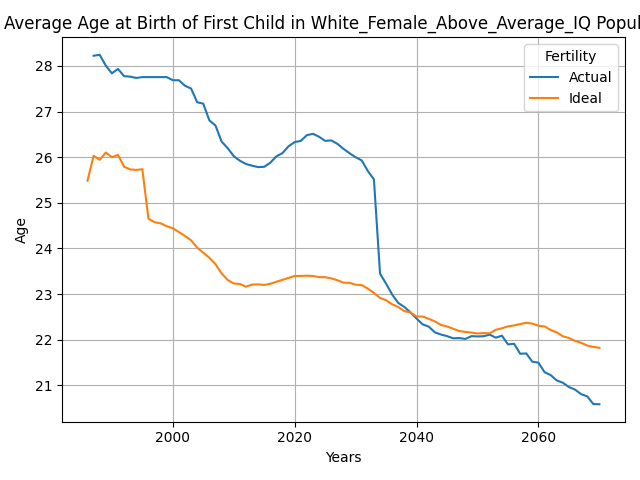 Average Age at Birth of First Child in White_Female_Above_Average_IQ Popul
Fertility
Actual
Ideal
28
27
26
25
24
23
22
21
Age
2000
2020
2040
2060
Years